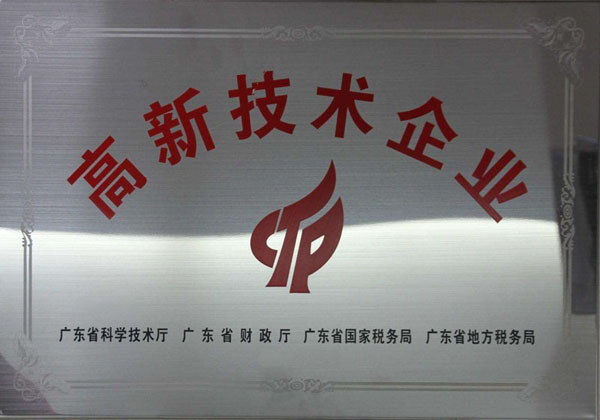 高新技术企业
CTP
广东省科学技术厅 广东省财政厅 广东省国家税务局 广东省地方税务局